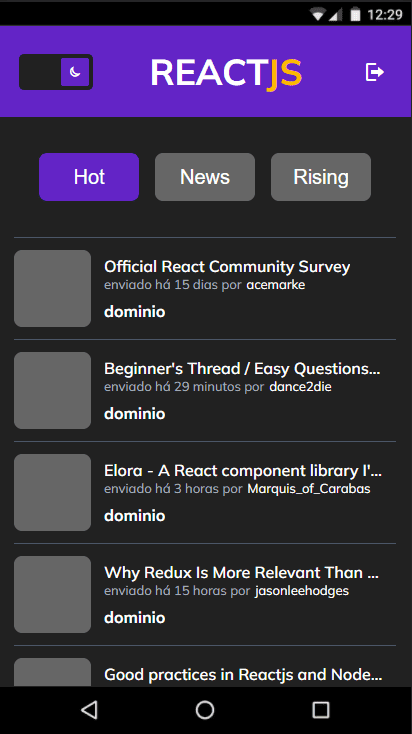 12:29
REACTJS
Hot News Rising
Official React Community Survey
enviado há 15 dias por acemarke
dominio
Beginner's Thread / Easy Questions...
enviado há 29 minutos por dance2die
dominio
Elora - A React component library I'...
enviado há 3 horas por Marquis_of_Carabas
dominio
Why Redux Is More Relevant Than ...
enviado há 15 horas por jasonleehodges
dominio
Good practices in Reactjs and Node...